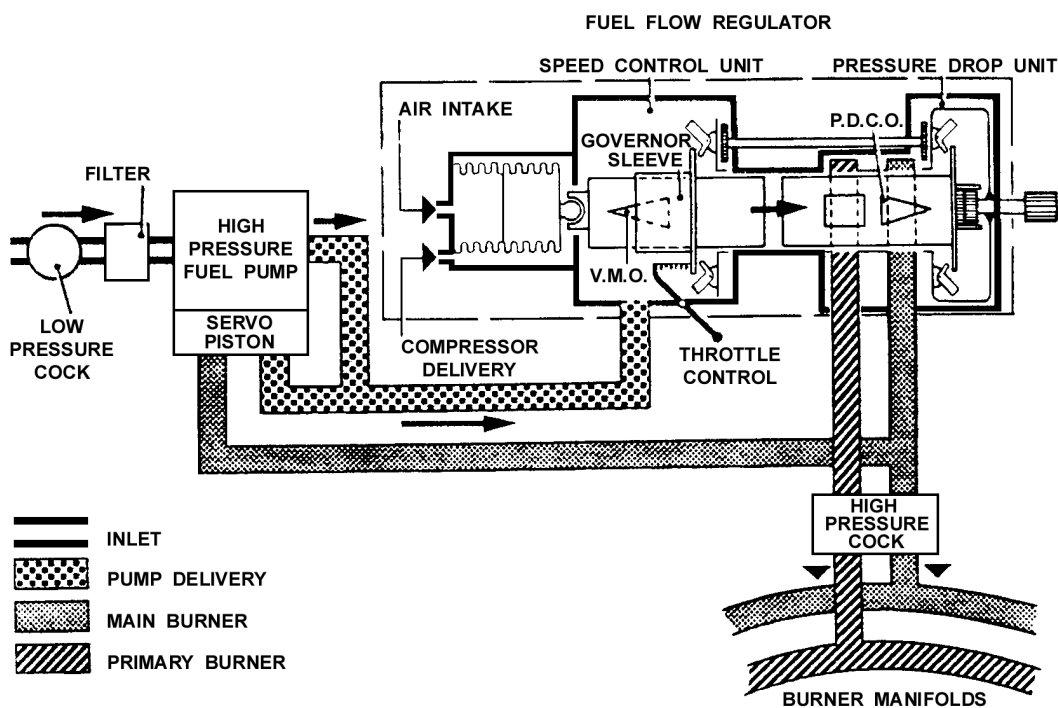 FUEL FLOW REGULATOR
SPEED CONTROL UNIT
PRESSURE DROP UNIT
AIR INTAKE
P.D.C.O.
GOVERNOR
SLEEVE
FILTER
HIGH
PRESSURE
FUEL PUMP
V.M.O.
SERVO
PISTON
LOW
PRESSURE
COCK
COMPRESSOR
DELIVERY
THROTTLE
CONTROL
HIGH
PRESSURE
COCK
INLET
PUMP DELIVERY
MAIN BURNER
PRIMARY BURNER
BURNER MANIFOLDS